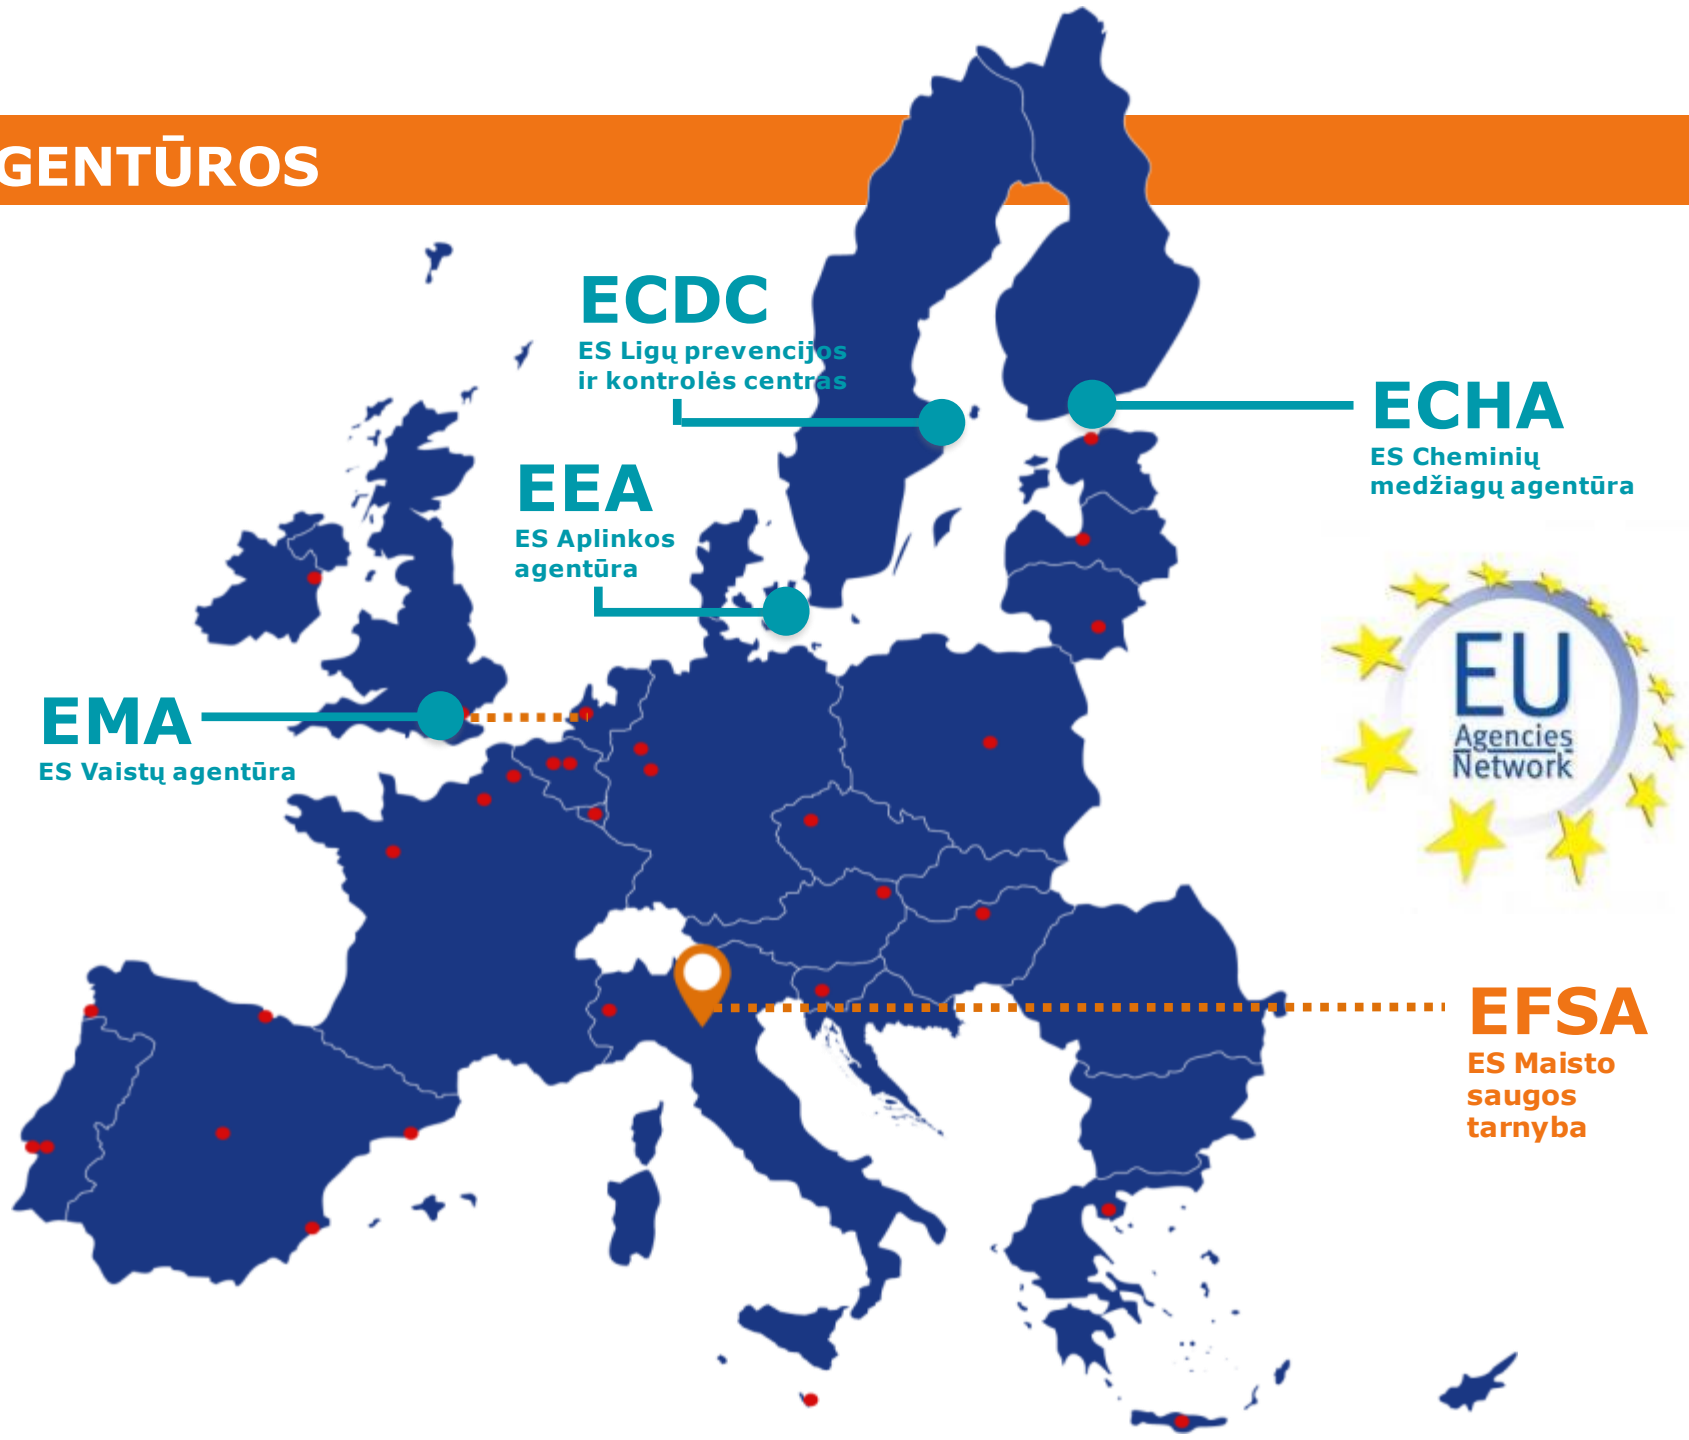 GENTŪROS
ECDC
ES Ligų prevencijos
ir kontrolės centras
ECHA
ES Cheminių
medžiagų agentūra
EEA
ES Aplinkos
agentūra
EU
Agencies
Network
EMA
ES Vaistų agentūra
EFSA
ES Maisto
saugos
tarnyba